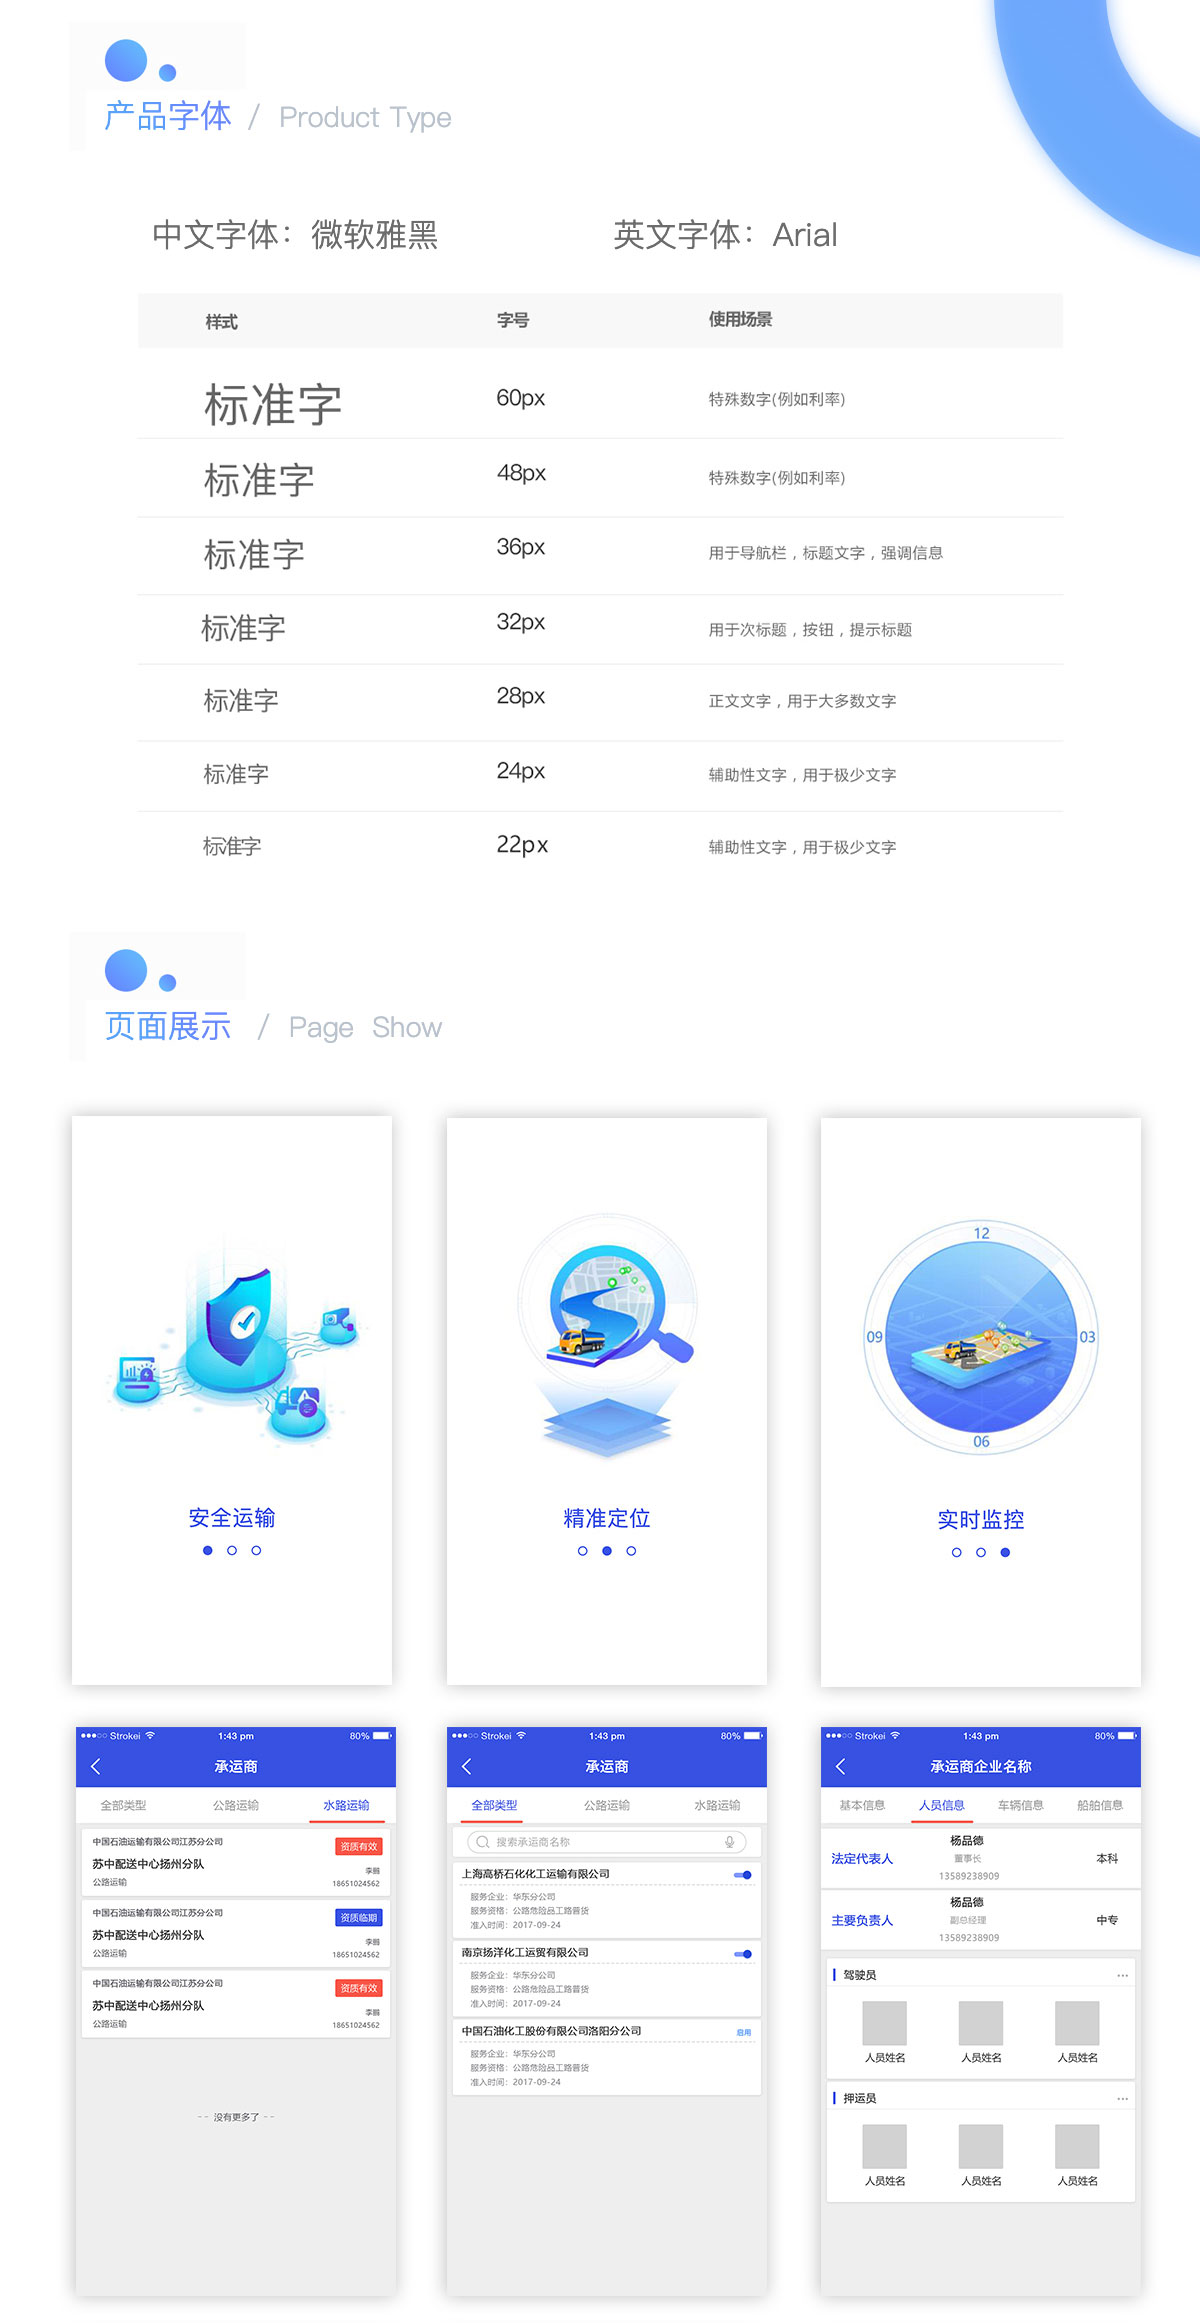 产品字体 / Product Type
中文字体：微软雅黑 英文字体：Arial
样式 字号 使用场景
标准字 60px 特殊数字(例如利率)
标准字 48px 特殊数字(例如利率)
标准字 36px 用于导航栏，标题文字，强调信息
标准字 32px 用于次标题，按钮，提示标题
标准字 28px 正文文字，用于大多数文字
标准字 24px 辅助性文字，用于极少文字
标准字 22px 辅助性文字，用于极少文字
页面展示 / Page Show
安全运输
精准定位
12
09 03
06
实时监控
Strokei 1:43 pm 80%
承运商
全部类型 公路运输 水路运输
中国石油运输有限公司江苏分公司
资质有效
苏中配送中心扬州分队
李鹏
公路运输 18651024562
中国石油运输有限公司江苏分公司
资质临期
苏中配送中心扬州分队
李鹏
公路运输 18651024562
中国石油运输有限公司江苏分公司
资质有效
苏中配送中心扬州分队
李鹏
公路运输 18651024562
-- 没有更多了 --
Strokei 1:43 pm 80%
承运商
全部类型 公路运输 水路运输
搜索承运商名称
上海高桥石化化工运输有限公司
服务企业：华东分公司
服务资格：公路危险品工路普货
准入时间：2017-09-24
南京扬洋化工运贸有限公司
服务企业：华东分公司
服务资格：公路危险品工路普货
准入时间：2017-09-24
中国石油化工股份有限公司洛阳分公司 启用
服务企业：华东分公司
服务资格：公路危险品工路普货
准入时间：2017-09-24
Strokei 1:43 pm 80%
承运商企业名称
基本信息 人员信息 车辆信息 船舶信息
杨品德
法定代表人 董事长 本科
13589238909
杨品德
主要负责人 副总经理 中专
13589238909
驾驶员 ...
人员姓名 人员姓名 人员姓名
押运员 ...
人员姓名 人员姓名 人员姓名